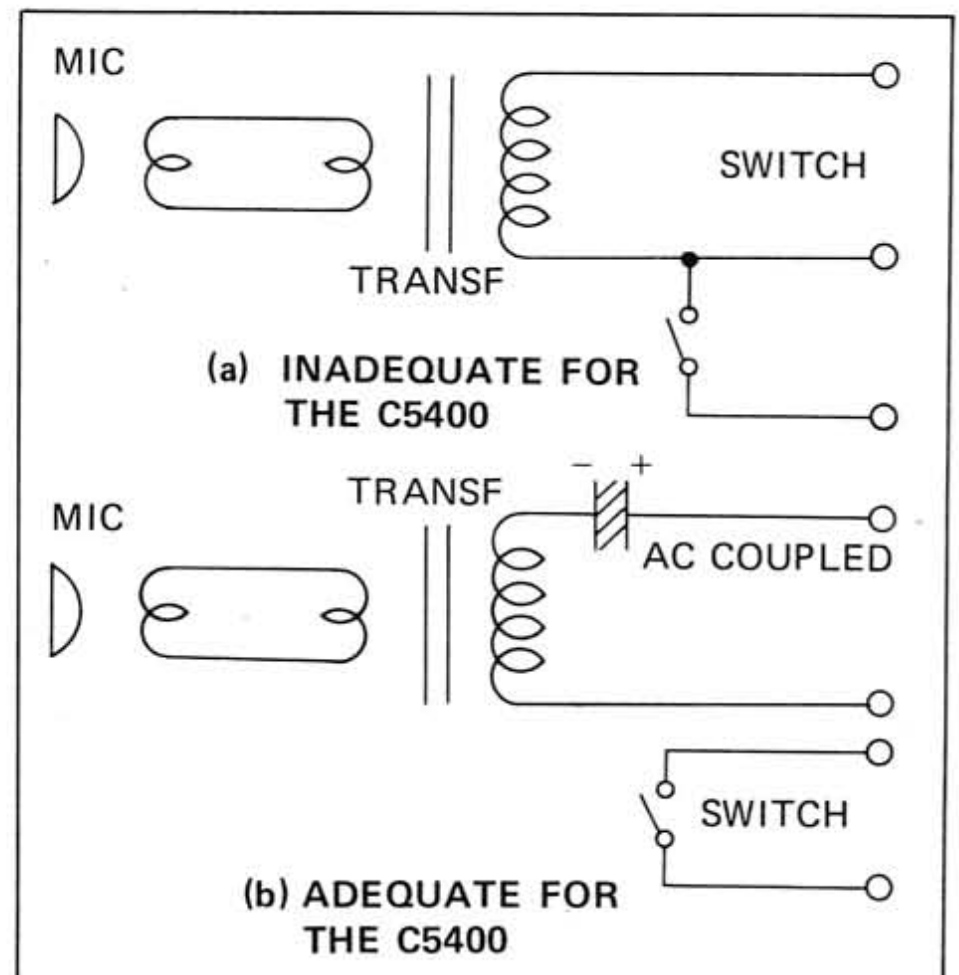 MIC
SWITCH
TRANSF
(a) INADEQUATE FOR
THE C5400
- +
TRANSF
MIC
AC COUPLED
SWITCH
(b) ADEQUATE FOR
THE C5400